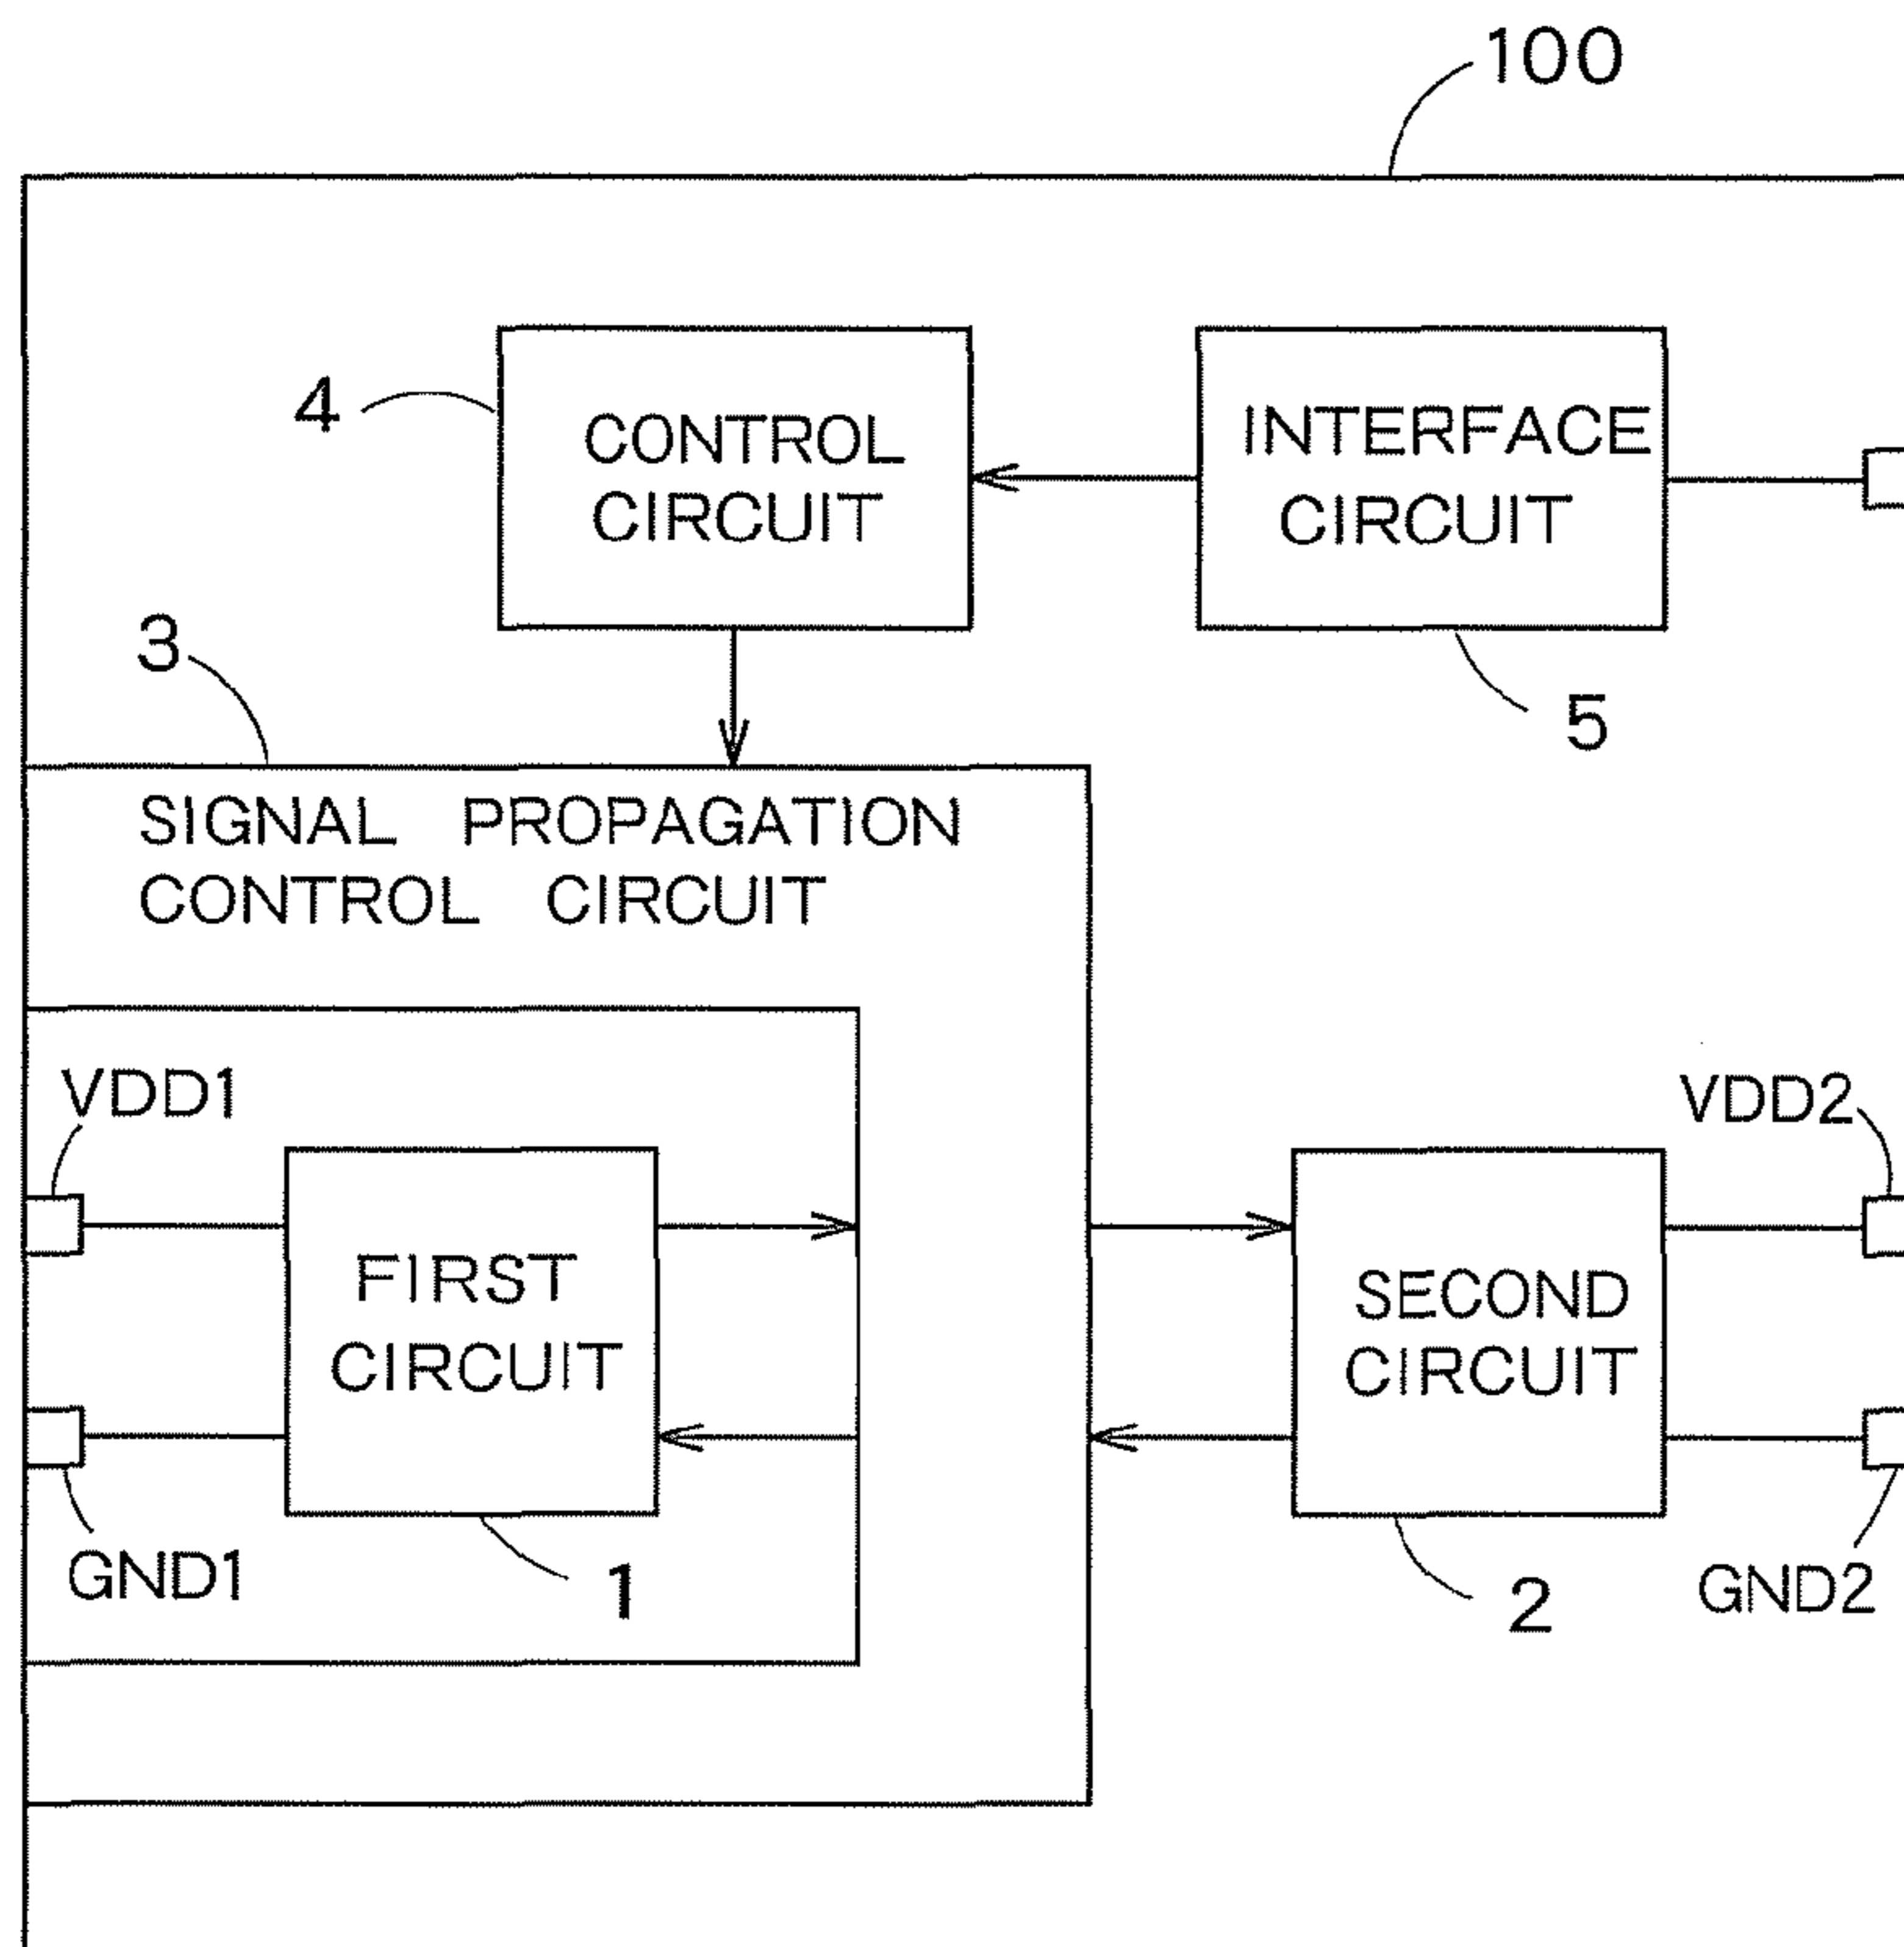 100
4
CONTROL
CIRCUIT
INTERFACE
CIRCUIT
3
5
SIGNAL PROPAGATION
CONTROL CIRCUIT
VDD1
VDD2
FIRST
CIRCUIT
SECOND
CIRCUIT
GND1
1
2
GND2